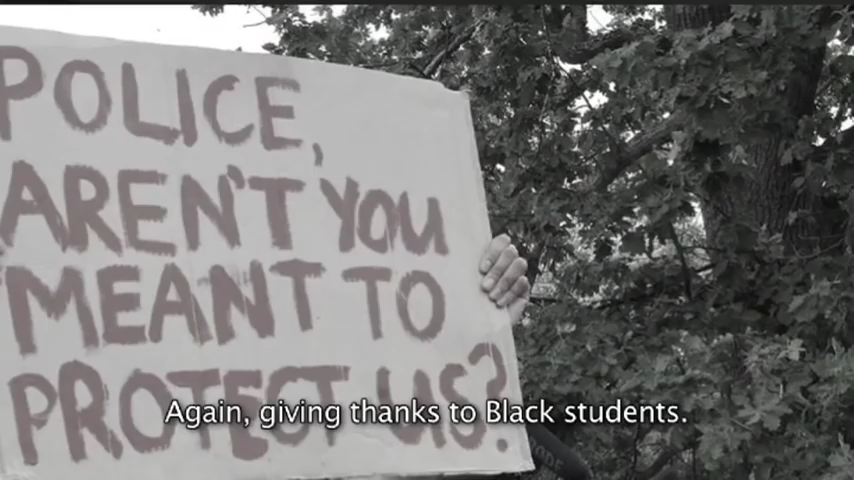 POLICE,
AREN'T YOU
MEANT TO
PROTECT US?
Again, giving thanks to Black students.